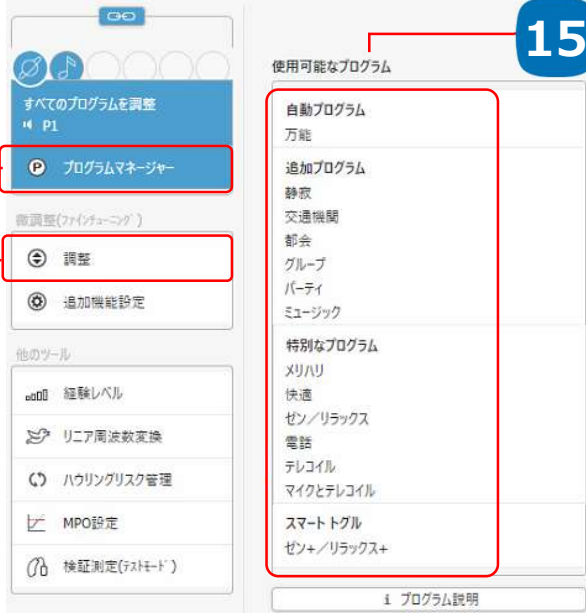 15
すべてのプログラムを調整
P1
P プログラムマネージャー
微調整(ファインチューニング)
調整
追加機能設定
他のツール
経験レベル
リニア周波数変換
ハウリングリスク管理
MPO設定
検証測定(テストモード)
使用可能なプログラム
自動プログラム
万能
追加プログラム
静寂
交通機関
都会
グループ
パーティ
ミュージック
特別なプログラム
メリハリ
快適
ゼン/リラックス
電話
テレコイル
マイクとテレコイル
スマート トグル
ゼン+/リラックス+
i プログラム説明